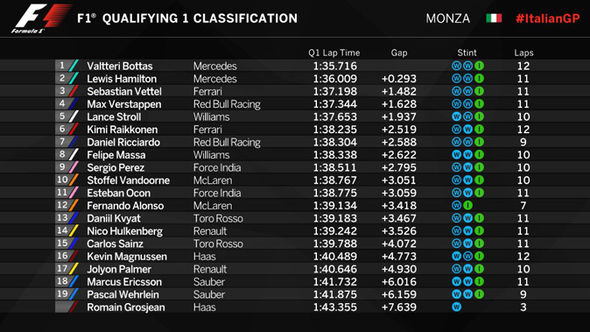 F1 Formula 1 F1® QUALIFYING 1 CLASSIFICATION MONZA #ItalianGP
Q1 Lap Time Gap Stint Laps
1 Valtteri Bottas Mercedes 1:35.716 W W I 12
2 Lewis Hamilton Mercedes 1:36.009 +0.293 W W I 11
3 Sebastian Vettel Ferrari 1:37.198 +1.482 W W I 11
4 Max Verstappen Red Bull Racing 1:37.344 +1.628 W W I 11
5 Lance Stroll Williams 1:37.653 +1.937 W W I 10
6 Kimi Raikkonen Ferrari 1:38.235 +2.519 W W I 12
7 Daniel Ricciardo Red Bull Racing 1:38.304 +2.588 W W I 9
8 Felipe Massa Williams 1:38.338 +2.622 W W I 10
9 Sergio Perez Force India 1:38.511 +2.795 W W I 10
10 Stoffel Vandoorne McLaren 1:38.767 +3.051 W W I 10
11 Esteban Ocon Force India 1:38.775 +3.059 W W I 11
12 Fernando Alonso McLaren 1:39.134 +3.418 W I 7
13 Daniil Kvyat Toro Rosso 1:39.183 +3.467 W W I 11
14 Nico Hulkenberg Renault 1:39.242 +3.526 W W I 11
15 Carlos Sainz Toro Rosso 1:39.788 +4.072 W W I 11
16 Kevin Magnussen Haas 1:40.489 +4.773 W W I 12
17 Jolyon Palmer Renault 1:40.646 +4.930 W W I 10
18 Marcus Ericsson Sauber 1:41.732 +6.016 W W I 11
19 Pascal Wehrlein Sauber 1:41.875 +6.159 W W I 9
Romain Grosjean Haas 1:43.355 +7.639 W 3